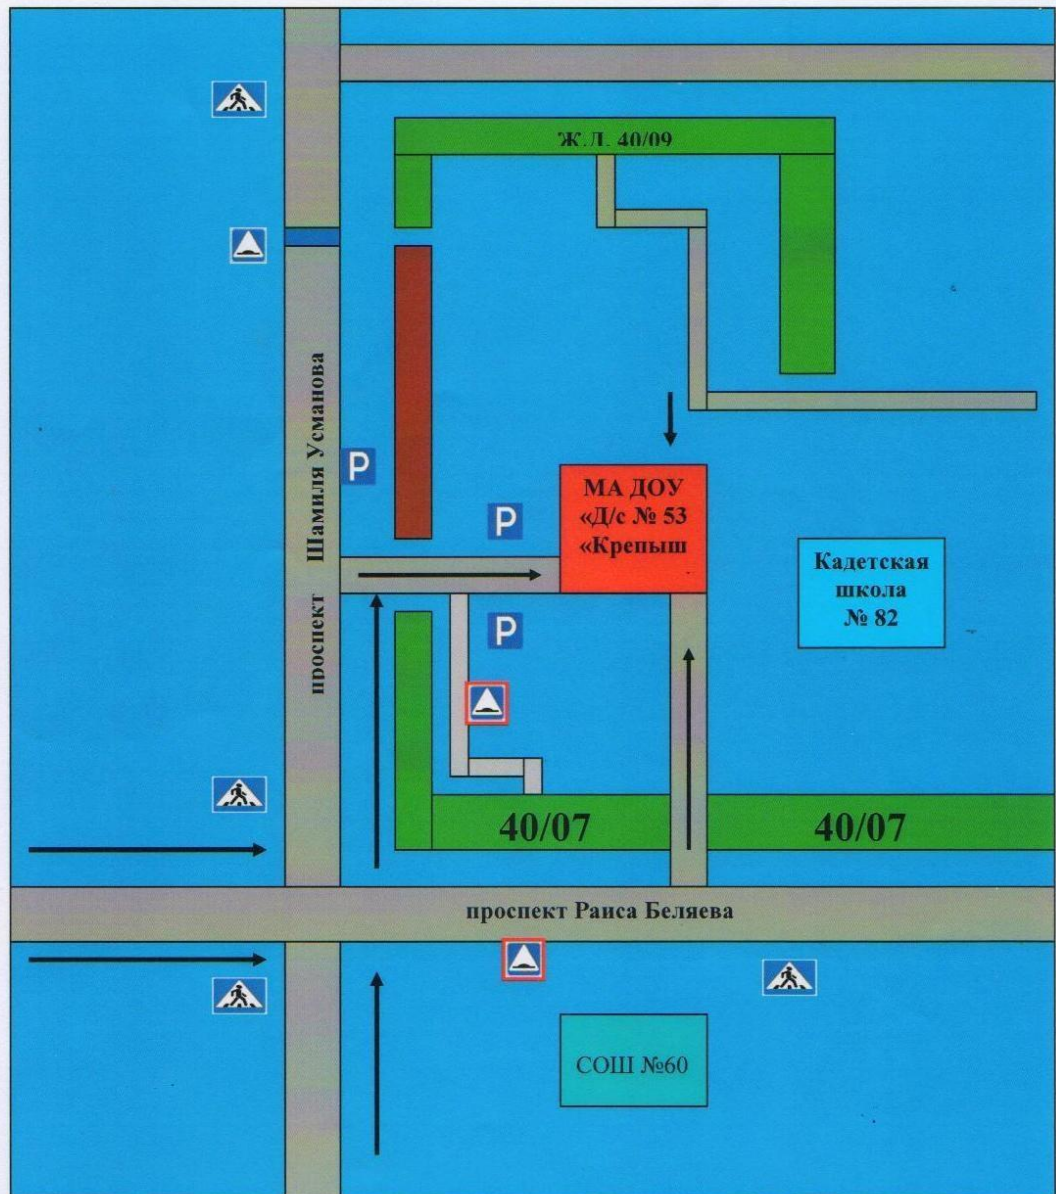 Ж.Д. 40/09
проспект Шамиля Усманова
P
МА ДОУ
«Д/с № 53
«Крепыш
P
Кадетская
школа
№ 82
P
40/07
40/07
проспект Раиса Беляева
СОШ №60